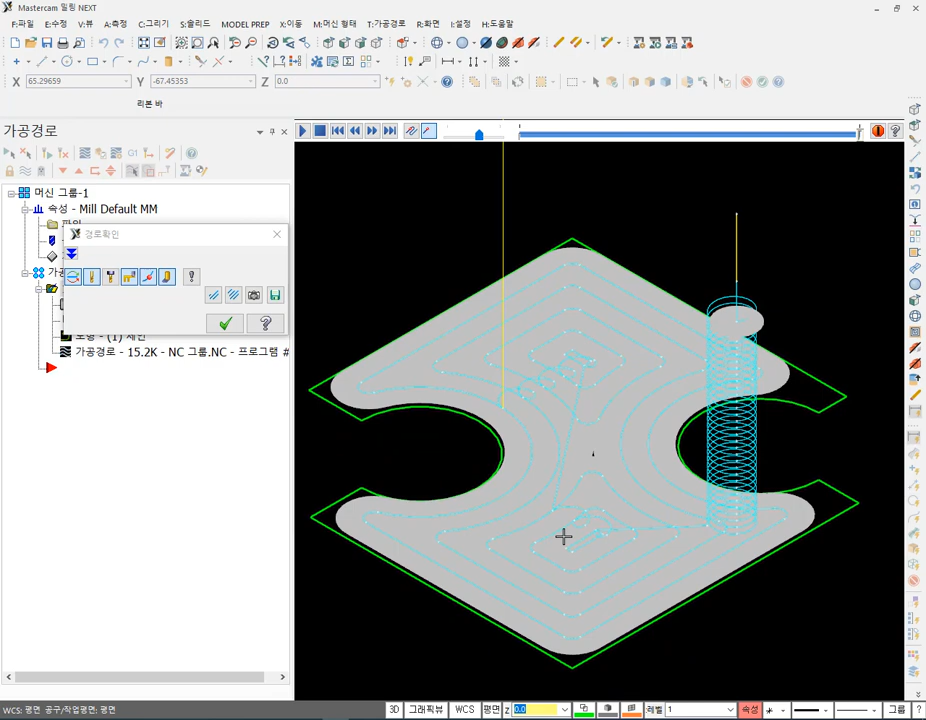 Mastercam 밀링 NEXT
F:파일 E:수정 V:뷰 A:측정 C:그리기 S:솔리드 MODEL PREP X:이동 M:머신 형태 T:가공경로 R:화면 I:설정 H:도움말
X 65.29659 Y -67.45353 Z 0.0
리본 바
가공경로
G1
머신 그룹-1
속성 - Mill Default MM
경로확인
가공경로 - 15.2K - NC 그룹.NC - 프로그램 #
WCS: 평면 공구/작업평면: 평면
3D 그래픽뷰 WCS 평면 Z 0.0 레벨 1 속성 그룹